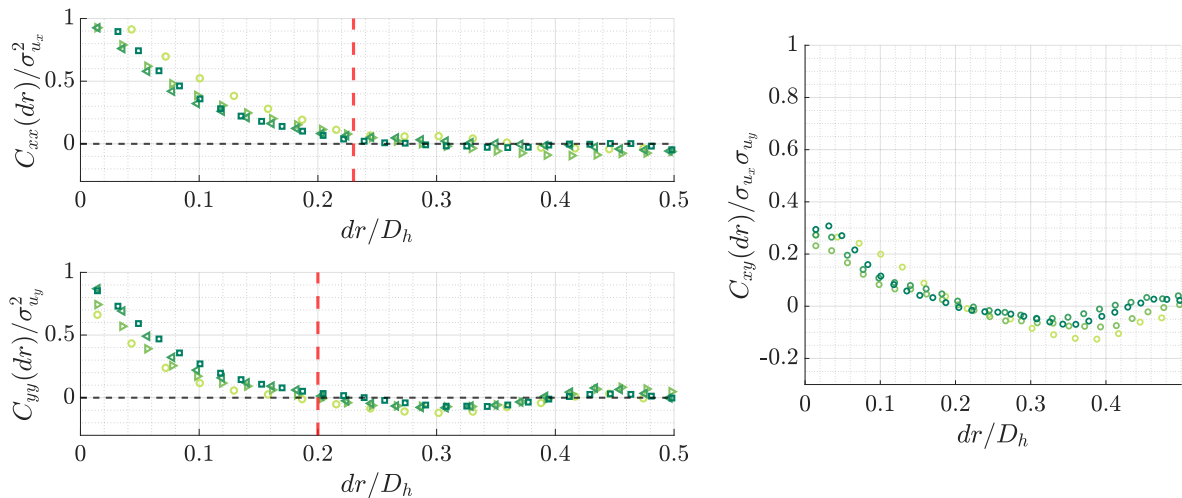 C_{xx}(dr)/σ²_{u_x}
1
0.5
0
0 0.1 0.2 0.3 0.4 0.5
dr/D_h
C_{yy}(dr)/σ²_{u_y}
1
0.5
0
0 0.1 0.2 0.3 0.4 0.5
dr/D_h
C_{xy}(dr)/σ_{u_x}σ_{u_y}
1
0.8
0.6
0.4
0.2
0
-0.2
0 0.1 0.2 0.3 0.4
dr/D_h